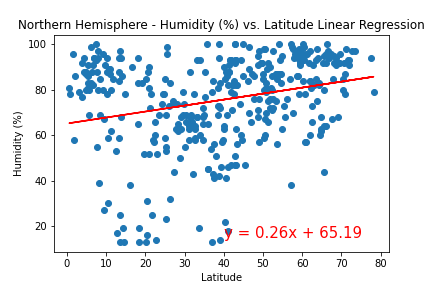 Northern Hemisphere - Humidity (%) vs. Latitude Linear Regression
100
80
60
40
20
Humidity (%)
y = 0.26x + 65.19
0 10 20 30 40 50 60 70 80
Latitude